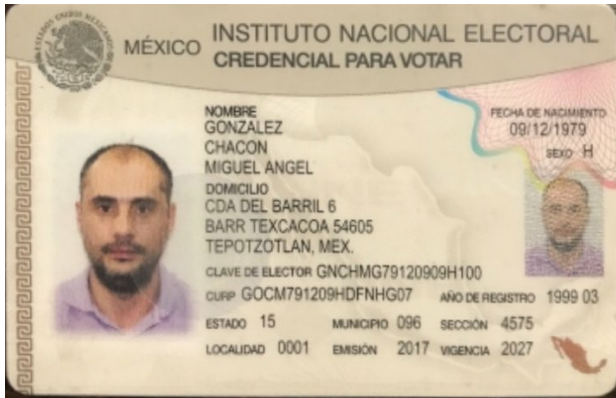 MÉXICO INSTITUTO NACIONAL ELECTORAL
CREDENCIAL PARA VOTAR
NOMBRE
GONZALEZ
CHACON
MIGUEL ANGEL
FECHA DE NACIMIENTO
09/12/1979
SEXO H
DOMICILIO
CDA DEL BARRIL 6
BARR TEXCACOA 54605
TEPOTZOTLAN, MEX.
CLAVE DE ELECTOR GNCHMG79120909H100
CURP GOCM791209HDFNHG07 AÑO DE REGISTRO 1999 03
ESTADO 15 MUNICIPIO 096 SECCIÓN 4575
LOCALIDAD 0001 EMISIÓN 2017 VIGENCIA 2027